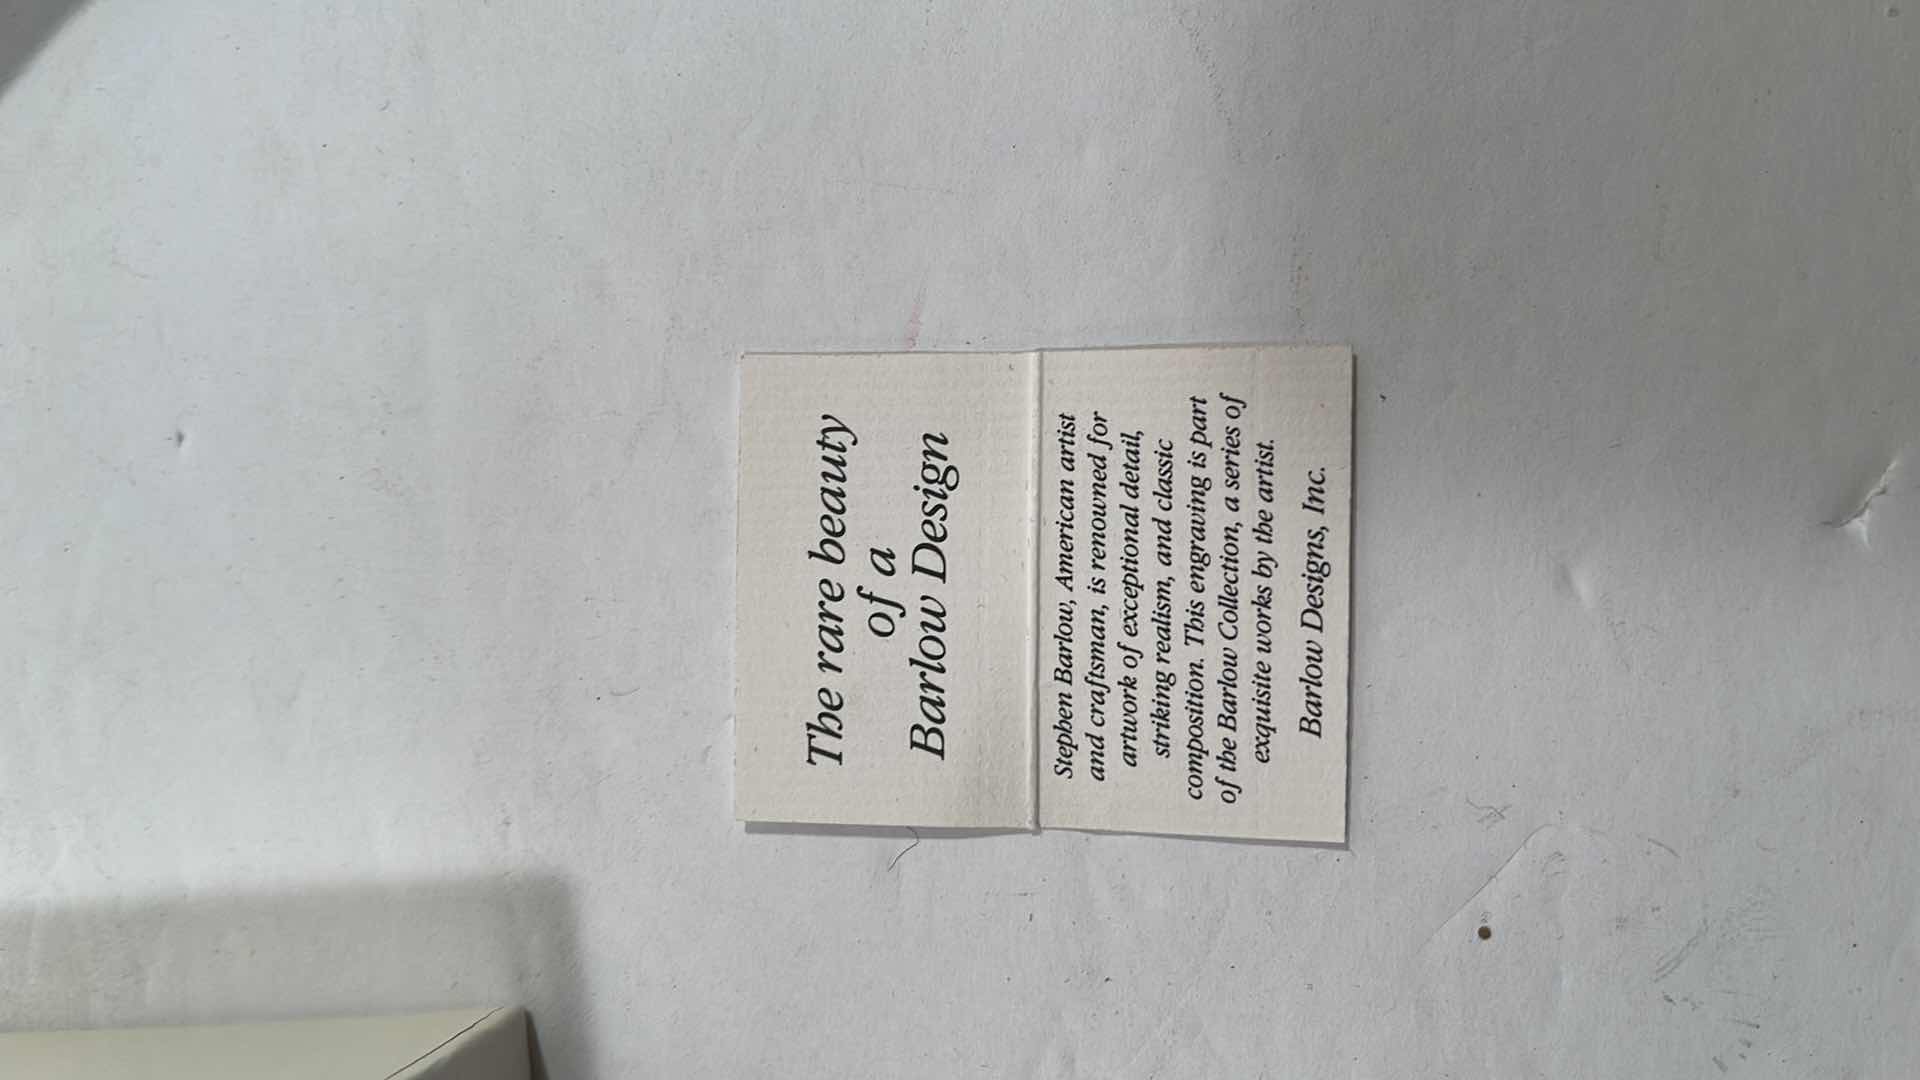 The rare beauty
of a
Barlow Design
Stephen Barlow, American artist
and craftsman, is renowned for
artwork of exceptional detail,
striking realism, and classic
composition. This engraving is part
of the Barlow Collection, a series of
exquisite works by the artist.
Barlow Designs, Inc.